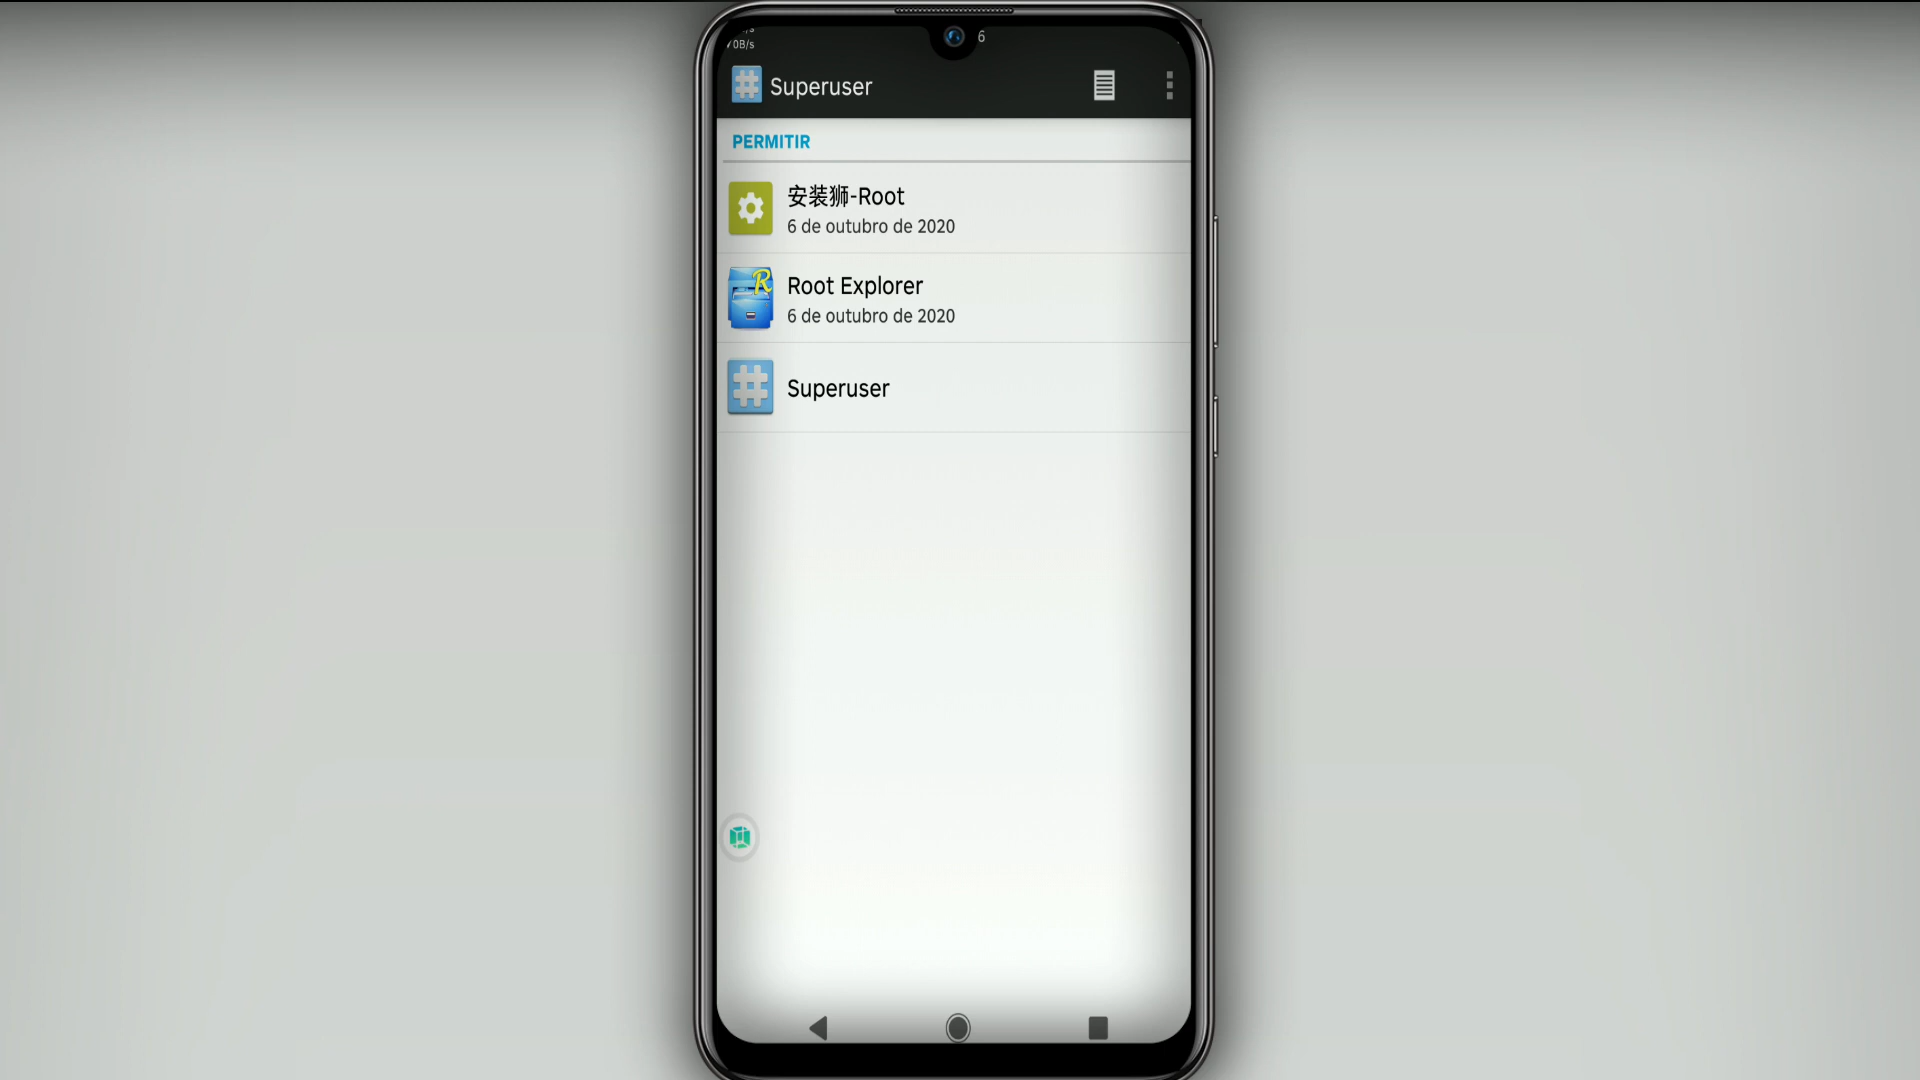 0B/s
6
Superuser
PERMITIR
安装狮-Root
6 de outubro de 2020
Root Explorer
6 de outubro de 2020
Superuser